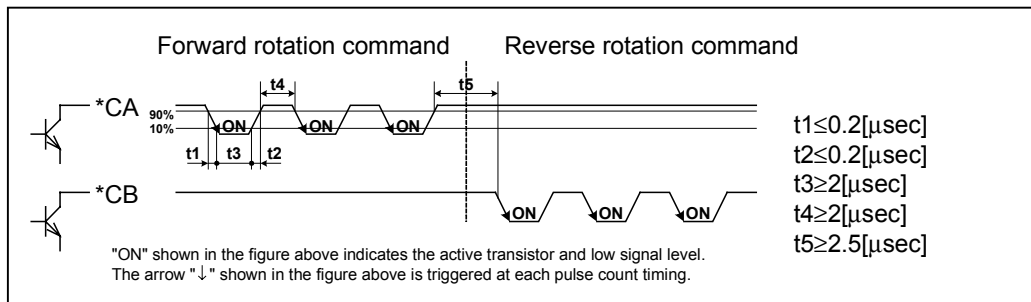 Forward rotation command Reverse rotation command
t4 t5
*CA 90%
10% ON ON ON
t1 t3 t2
*CB
ON ON ON
t1≤0.2[μsec]
t2≤0.2[μsec]
t3≥2[μsec]
t4≥2[μsec]
t5≥2.5[μsec]
"ON" shown in the figure above indicates the active transistor and low signal level.
The arrow "↓" shown in the figure above is triggered at each pulse count timing.